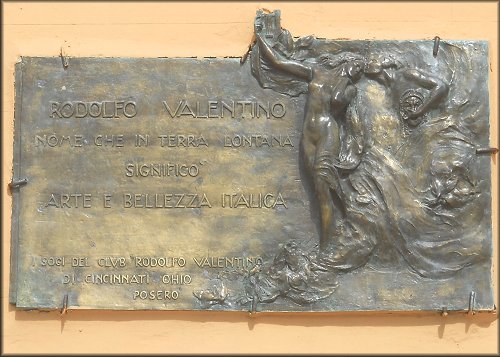 RODOLFO VALENTINO
NOME CHE IN TERRA LONTANA
SIGNIFICO'
ARTE E BELLEZZA ITALICA
I SOCI DEL CLVB "RODOLFO VALENTINO"
DI CINCINNATI OHIO
POSERO